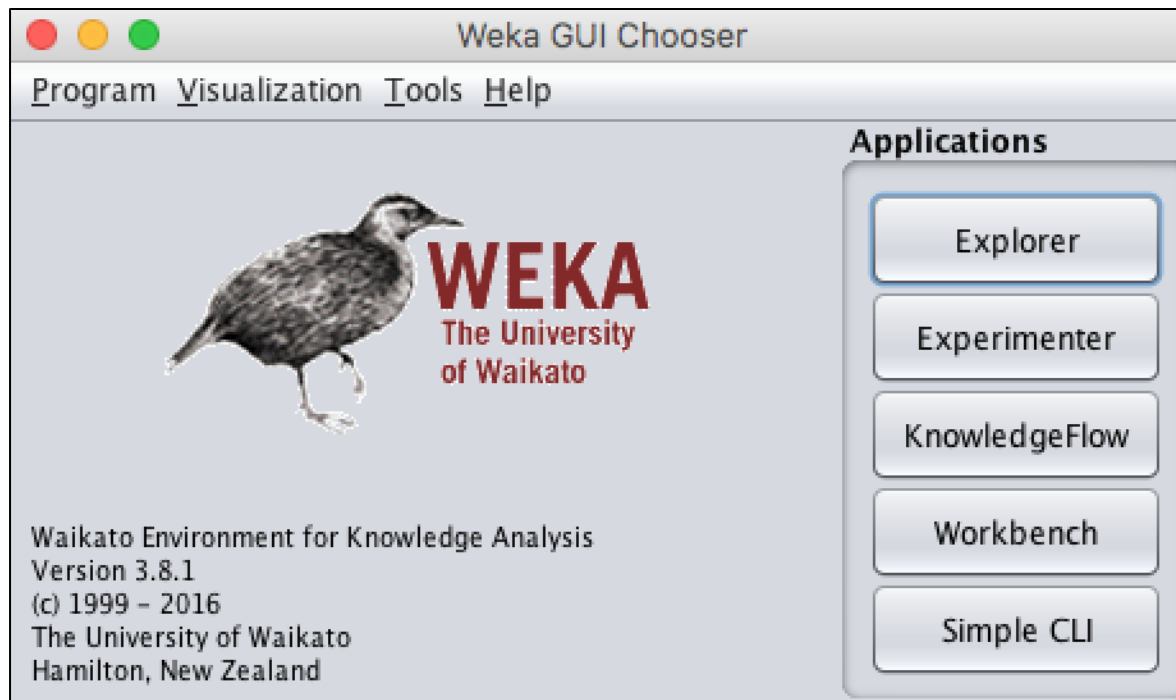 Weka GUI Chooser
Program Visualization Tools Help
Applications
WEKA
The University
of Waikato
Explorer
Experimenter
KnowledgeFlow
Workbench
Simple CLI
Waikato Environment for Knowledge Analysis
Version 3.8.1
(c) 1999 - 2016
The University of Waikato
Hamilton, New Zealand